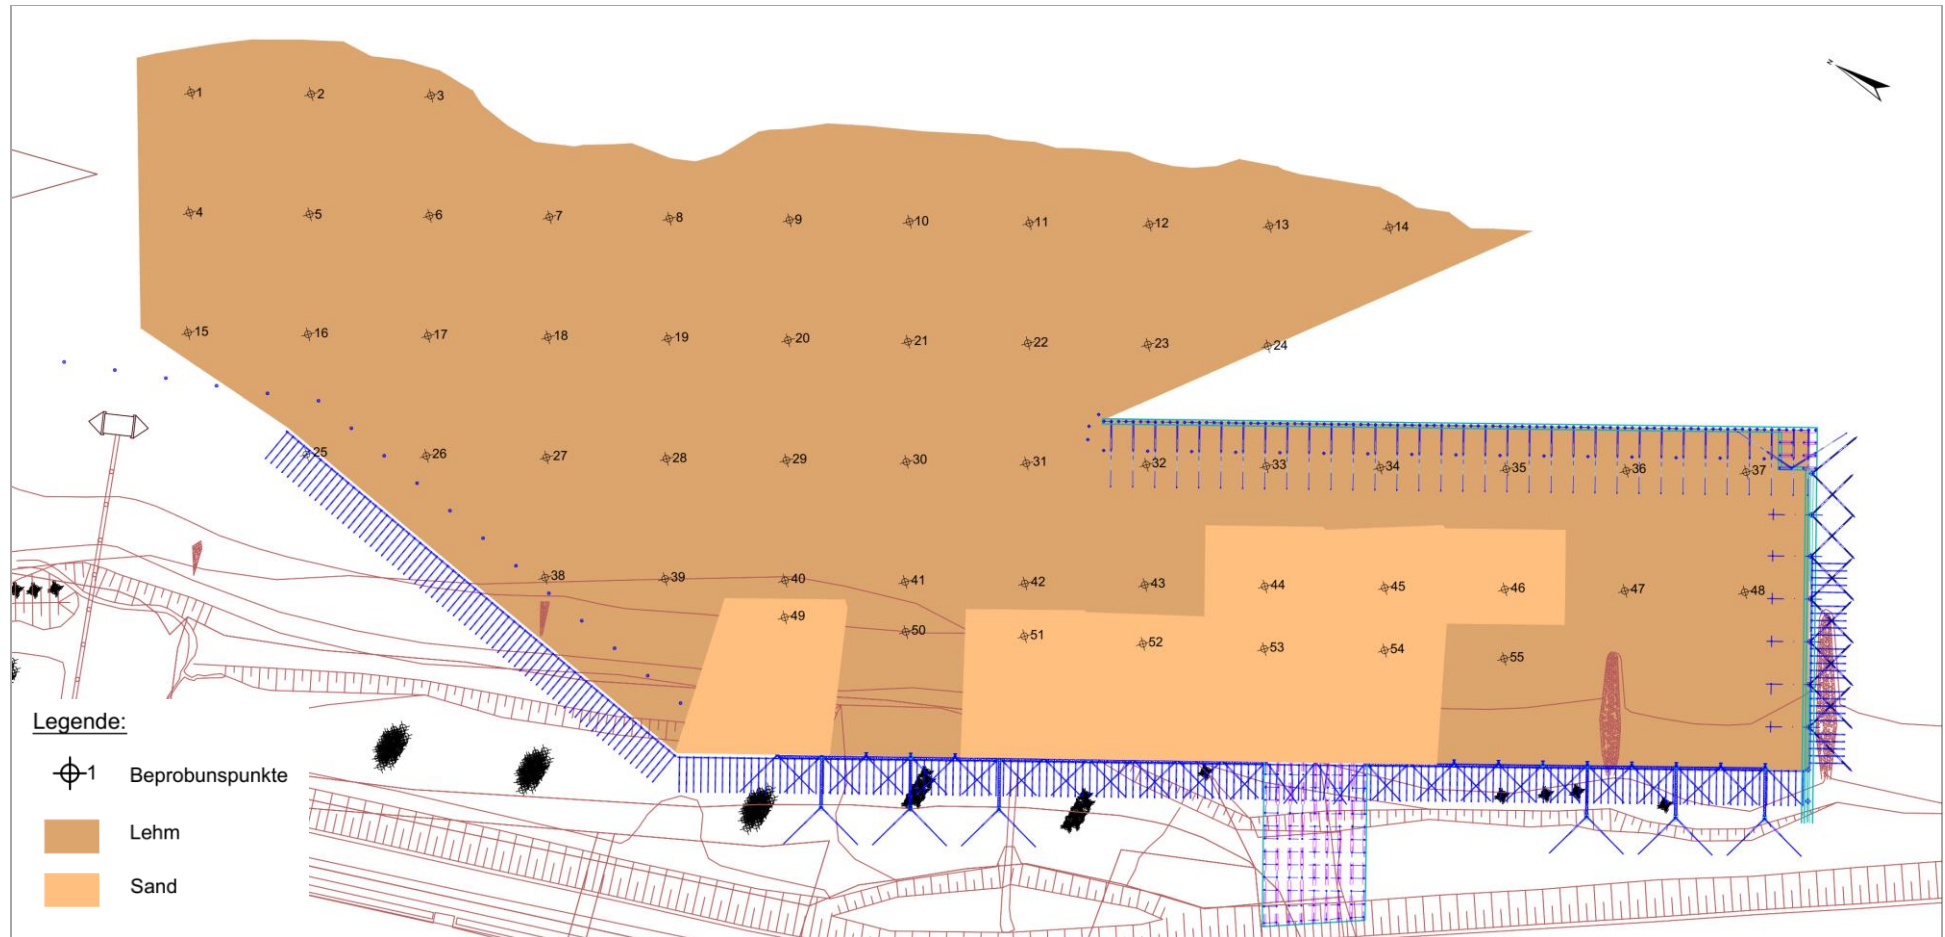 N
1 2 3
4 5 6 7 8 9 10 11 12 13 14
15 16 17 18 19 20 21 22 23 24
25 26 27 28 29 30 31 32 33 34 35 36 37
38 39 40 41 42 43 44 45 46 47 48
49 50 51 52 53 54 55
Legende:
1 Beprobunspunkte
Lehm
Sand